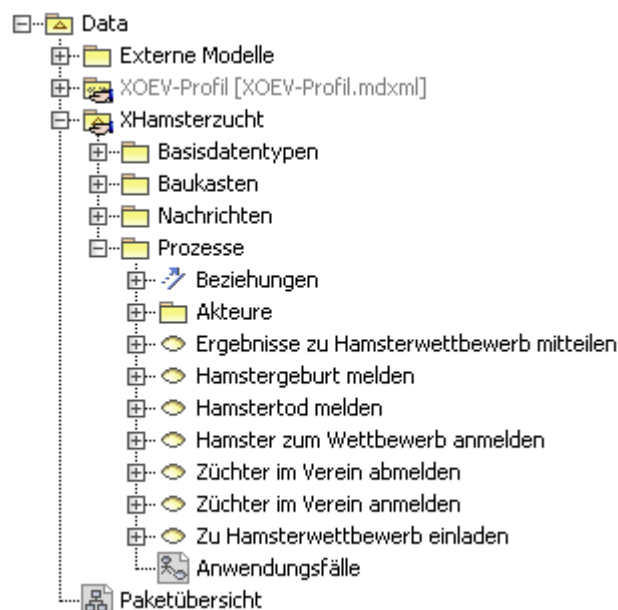 Data
Externe Modelle
XOEV-Profil [XOEV-Profil.mdxml]
XHamsterzucht
Basisdatentypen
Baukasten
Nachrichten
Prozesse
Beziehungen
Akteure
Ergebnisse zu Hamsterwettbewerb mitteilen
Hamstergeburt melden
Hamstertod melden
Hamster zum Wettbewerb anmelden
Züchter im Verein abmelden
Züchter im Verein anmelden
Zu Hamsterwettbewerb einladen
Anwendungsfälle
Paketübersicht